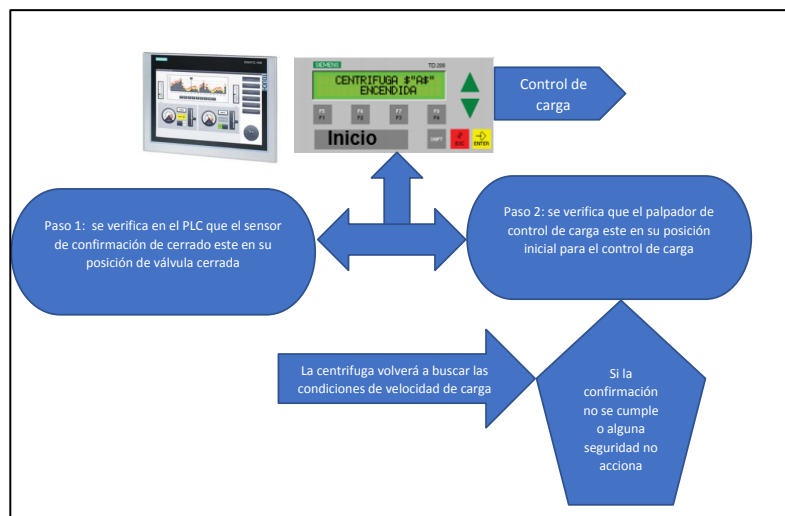 SIEMENS
TD 200
CENTRIFUGA $"A$"
ENCENDIDA
F5
F1
F6
F2
F7
F3
F8
F4
Inicio
SHIFT
ESC
ENTER
Control de
carga
Paso 1: se verifica en el PLC que el sensor
de confirmación de cerrado este en su
posición de válvula cerrada
Paso 2: se verifica que el palpador de
control de carga este en su posición
inicial para el control de carga
La centrifuga volverá a buscar las
condiciones de velocidad de carga
Si la
confirmación
no se cumple
o alguna
seguridad no
acciona